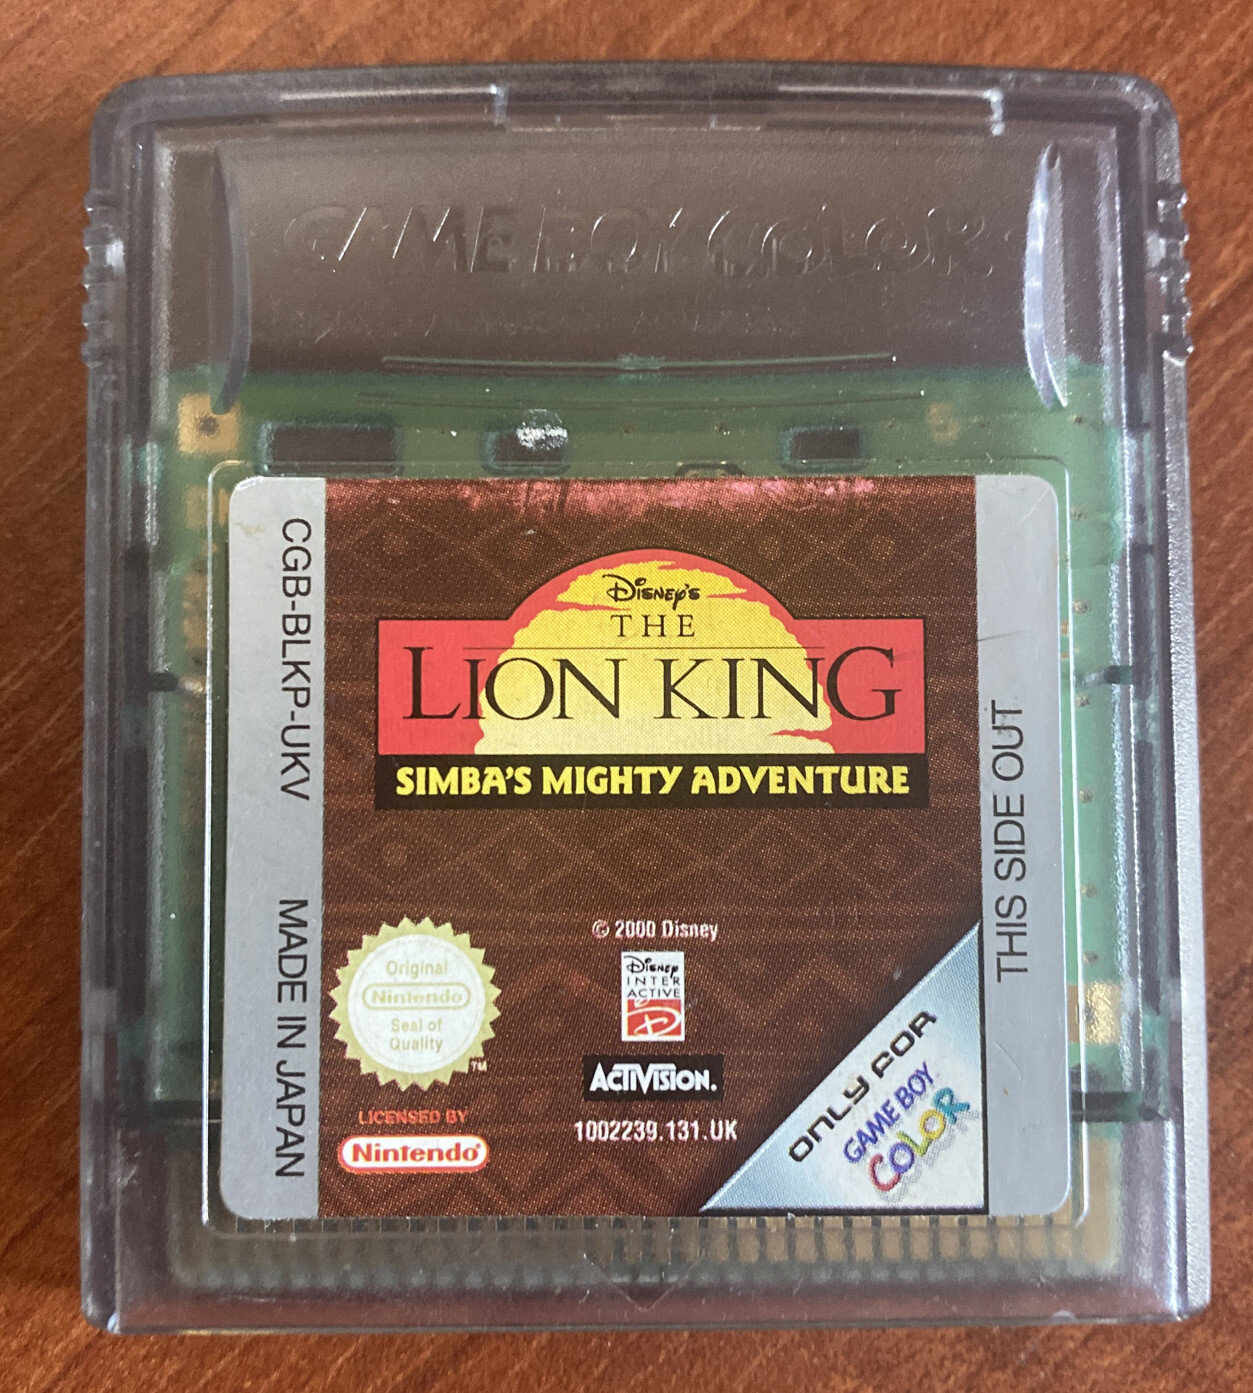 GAME BOY COLOR
CGB-BLKP-UKV MADE IN JAPAN
Disney's
THE
LION KING
SIMBA'S MIGHTY ADVENTURE
THIS SIDE OUT
© 2000 Disney
Disney
INTER
ACTIVE
D
ACTIVISION.
1002239.131.UK
Original
Nintendo
Seal of
Quality
TM
LICENSED BY
Nintendo
ONLY FOR
GAME BOY
COLOR